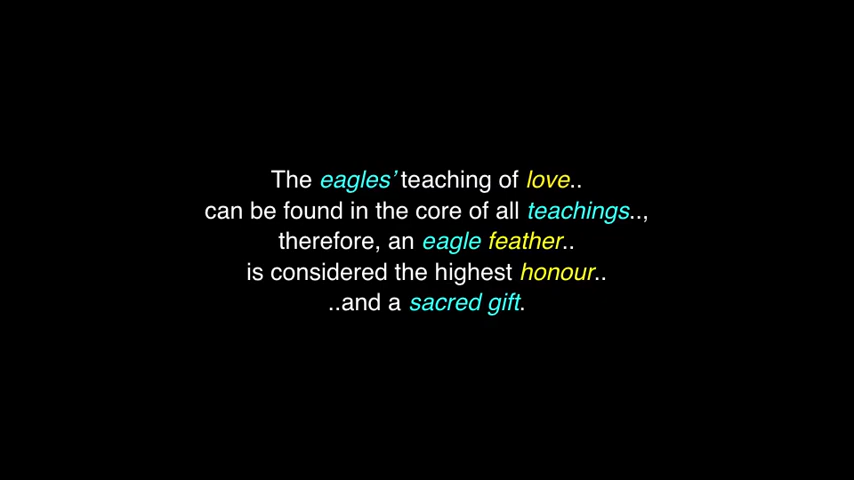 The eagles’ teaching of love..
can be found in the core of all teachings..,
therefore, an eagle feather..
is considered the highest honour..
..and a sacred gift.